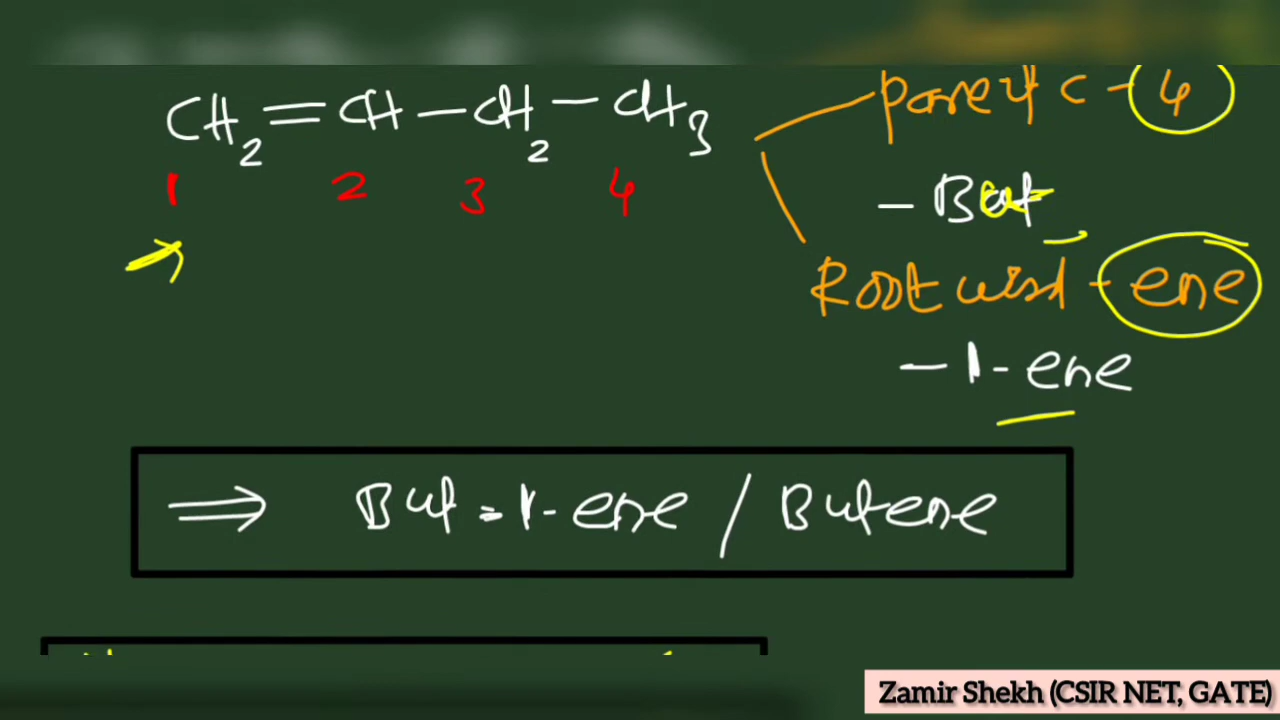 CH2=CH-CH2-CH3
1 2 3 4
Parent C - 4
- But
Root word - ene
- 1-ene
⇒ But-1-ene / Butene
Zamir Shekh (CSIR NET, GATE)